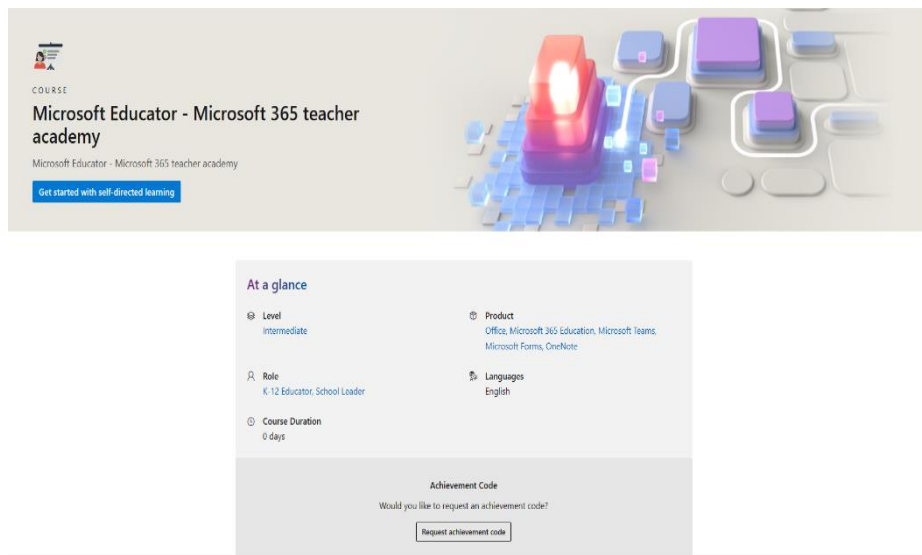 COURSE
Microsoft Educator - Microsoft 365 teacher
academy
Microsoft Educator - Microsoft 365 teacher academy
Get started with self-directed learning
At a glance
Level
Intermediate
Product
Office, Microsoft 365 Education, Microsoft Teams,
Microsoft Forms, OneNote
Role
K-12 Educator, School Leader
Languages
English
Course Duration
0 days
Achievement Code
Would you like to request an achievement code?
Request achievement code